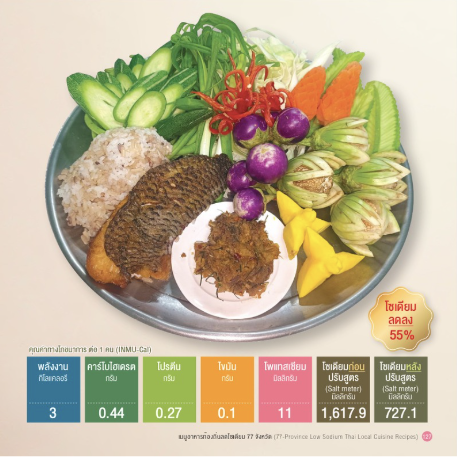 โซเดียม
ลดลง
55%
คุณค่าทางโภชนาการ ต่อ 1 คน (INMU-Cal)
พลังงาน
กิโลแคลอรี
3
คาร์โบไฮเดรต
กรัม
0.44
โปรตีน
กรัม
0.27
ไขมัน
กรัม
0.1
โพแทสเซียม
มิลลิกรัม
11
โซเดียมก่อน
ปรับสูตร
(Salt meter)
มิลลิกรัม
1,617.9
โซเดียมหลัง
ปรับสูตร
(Salt meter)
มิลลิกรัม
727.1
เมนูอาหารท้องถิ่นลดโซเดียม 77 จังหวัด (77-Province Low Sodium Thai Local Cuisine Recipes)